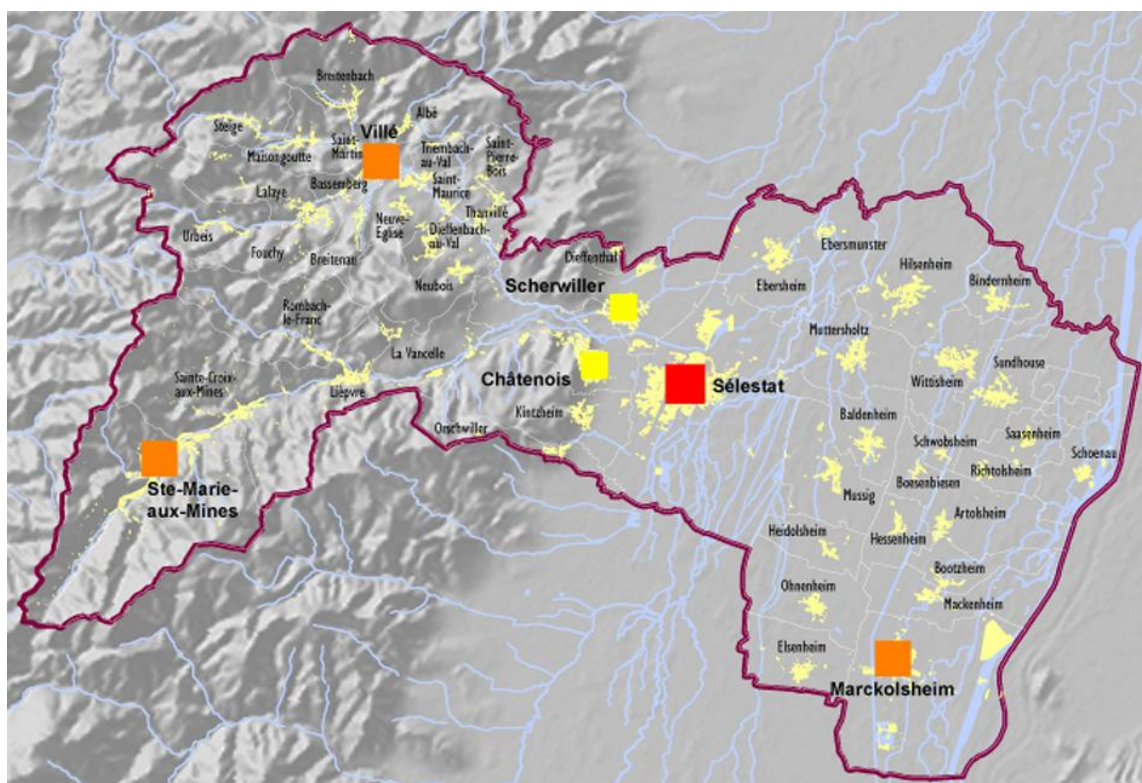 Breitenbach
Albé
Steige
Villé
Saint-
Martin
Maisongoutte
Triembach-
au-Val
Saint-
Pierre-
Bois
Bassemberg
Lalaye
Saint-
Maurice
Thanvillé
Neuve-
Eglise
Urbeis
Dieffenbach-
au-Val
Fouchy
Breitenau
Neubois
Dieffenthal
Ebersmunster
Hilsenheim
Scherwiller
Ebersheim
Bindernheim
Rombach-
le-Franc
La Vancelle
Muttersholtz
Sundhouse
Sainte-Croix-
aux-Mines
Lièpvre
Châtenois
Sélestat
Wittisheim
Kintzheim
Orschwiller
Baldenheim
Schwobsheim
Saasenheim
Schoenau
Richtolsheim
Boesenbiesen
Ste-Marie-
aux-Mines
Mussig
Artolsheim
Heidolsheim
Hessenheim
Bootzheim
Ohnenheim
Mackenheim
Elsenheim
Marckolsheim